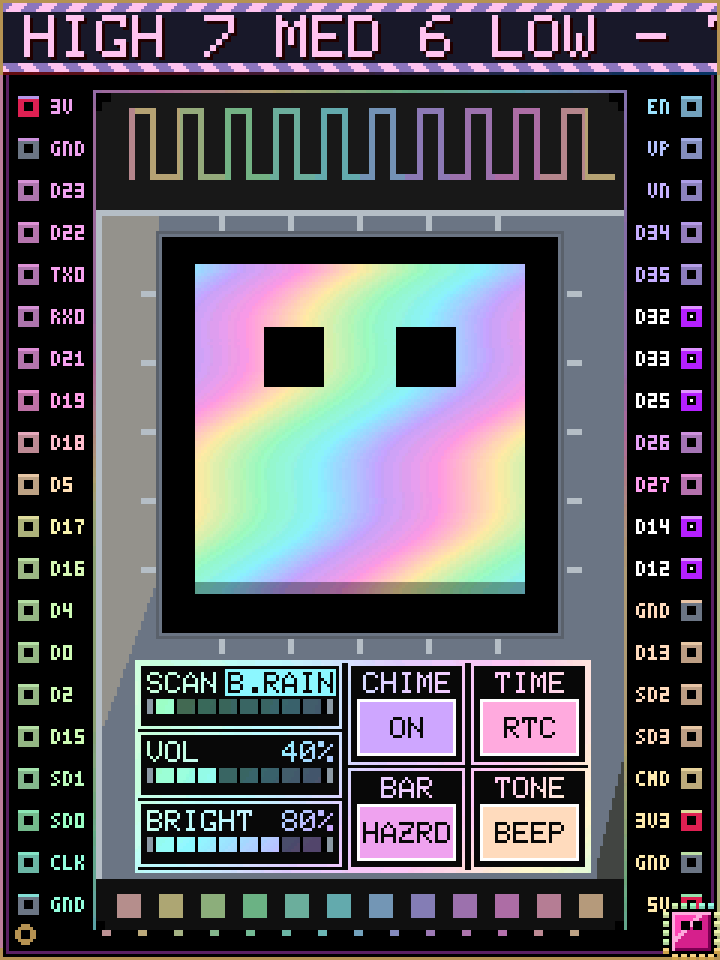 HIGH 7 MED 6 LOW -
3V
GND
D23
D22
TX0
RX0
D21
D19
D18
D5
D17
D16
D4
D0
D2
D15
SD1
SD0
CLK
GND
EN
VP
VN
D34
D35
D32
D33
D25
D26
D27
D14
D12
GND
D13
SD2
SD3
CMD
3V3
GND
5V
SCAN B.RAIN
VOL 40%
BRIGHT 80%
CHIME
ON
TIME
RTC
BAR
HAZRD
TONE
BEEP